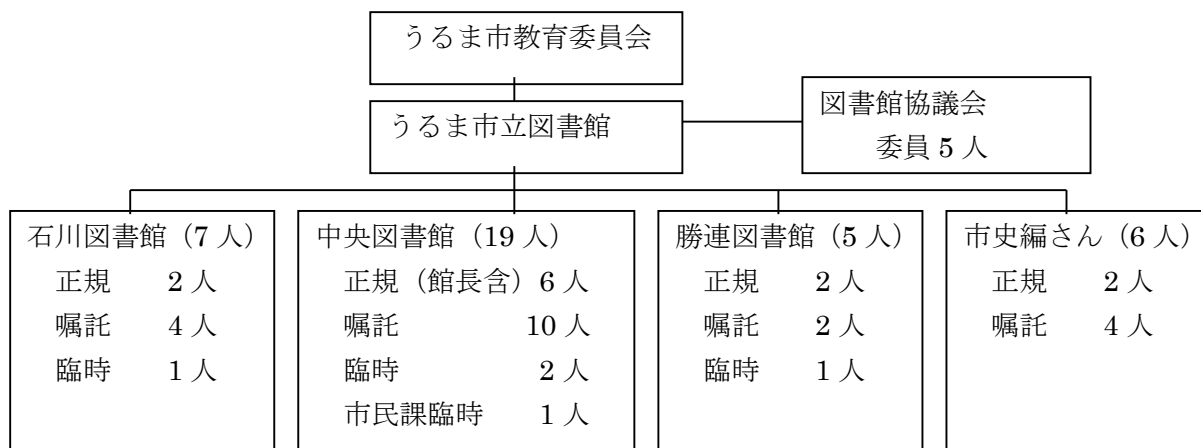 うるま市教育委員会
うるま市立図書館
図書館協議会
委員 5 人
石川図書館（7 人）
正規 2 人
嘱託 4 人
臨時 1 人
中央図書館（19 人）
正規（館長含）6 人
嘱託 10 人
臨時 2 人
市民課臨時 1 人
勝連図書館（5 人）
正規 2 人
嘱託 2 人
臨時 1 人
市史編さん（6 人）
正規 2 人
嘱託 4 人